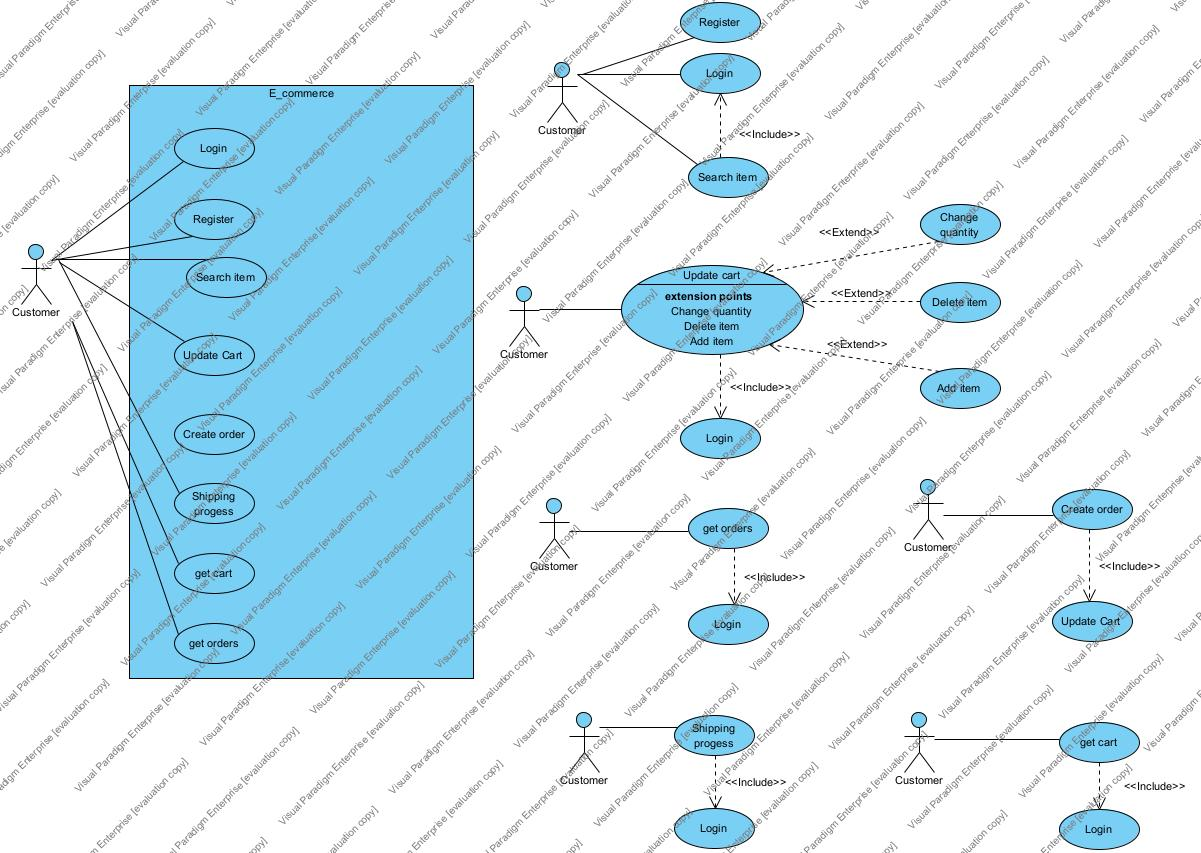 E_commerce
Login
Register
Search item
Update Cart
Create order
Shipping
progess
get cart
get orders
Customer
Register
Login
<<Include>>
Search item
Customer
Update cart
extension points
Change quantity
Delete item
Add item
Customer
<<Extend>>
Change
quantity
<<Extend>>
Delete item
<<Extend>>
Add item
<<Include>>
Login
Customer
get orders
<<Include>>
Login
Customer
Create order
<<Include>>
Update Cart
Customer
Shipping
progess
<<Include>>
Login
Customer
get cart
<<Include>>
Login
Visual Paradigm Enterprise [evaluation copy]